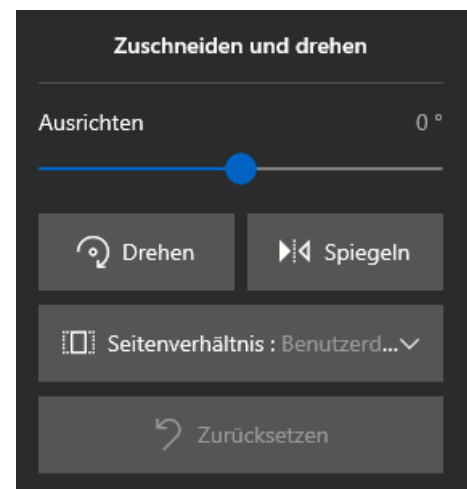 Zuschneiden und drehen
Ausrichten 0 °
Drehen Spiegeln
Seitenverhältnis : Benutzerd...
Zurücksetzen